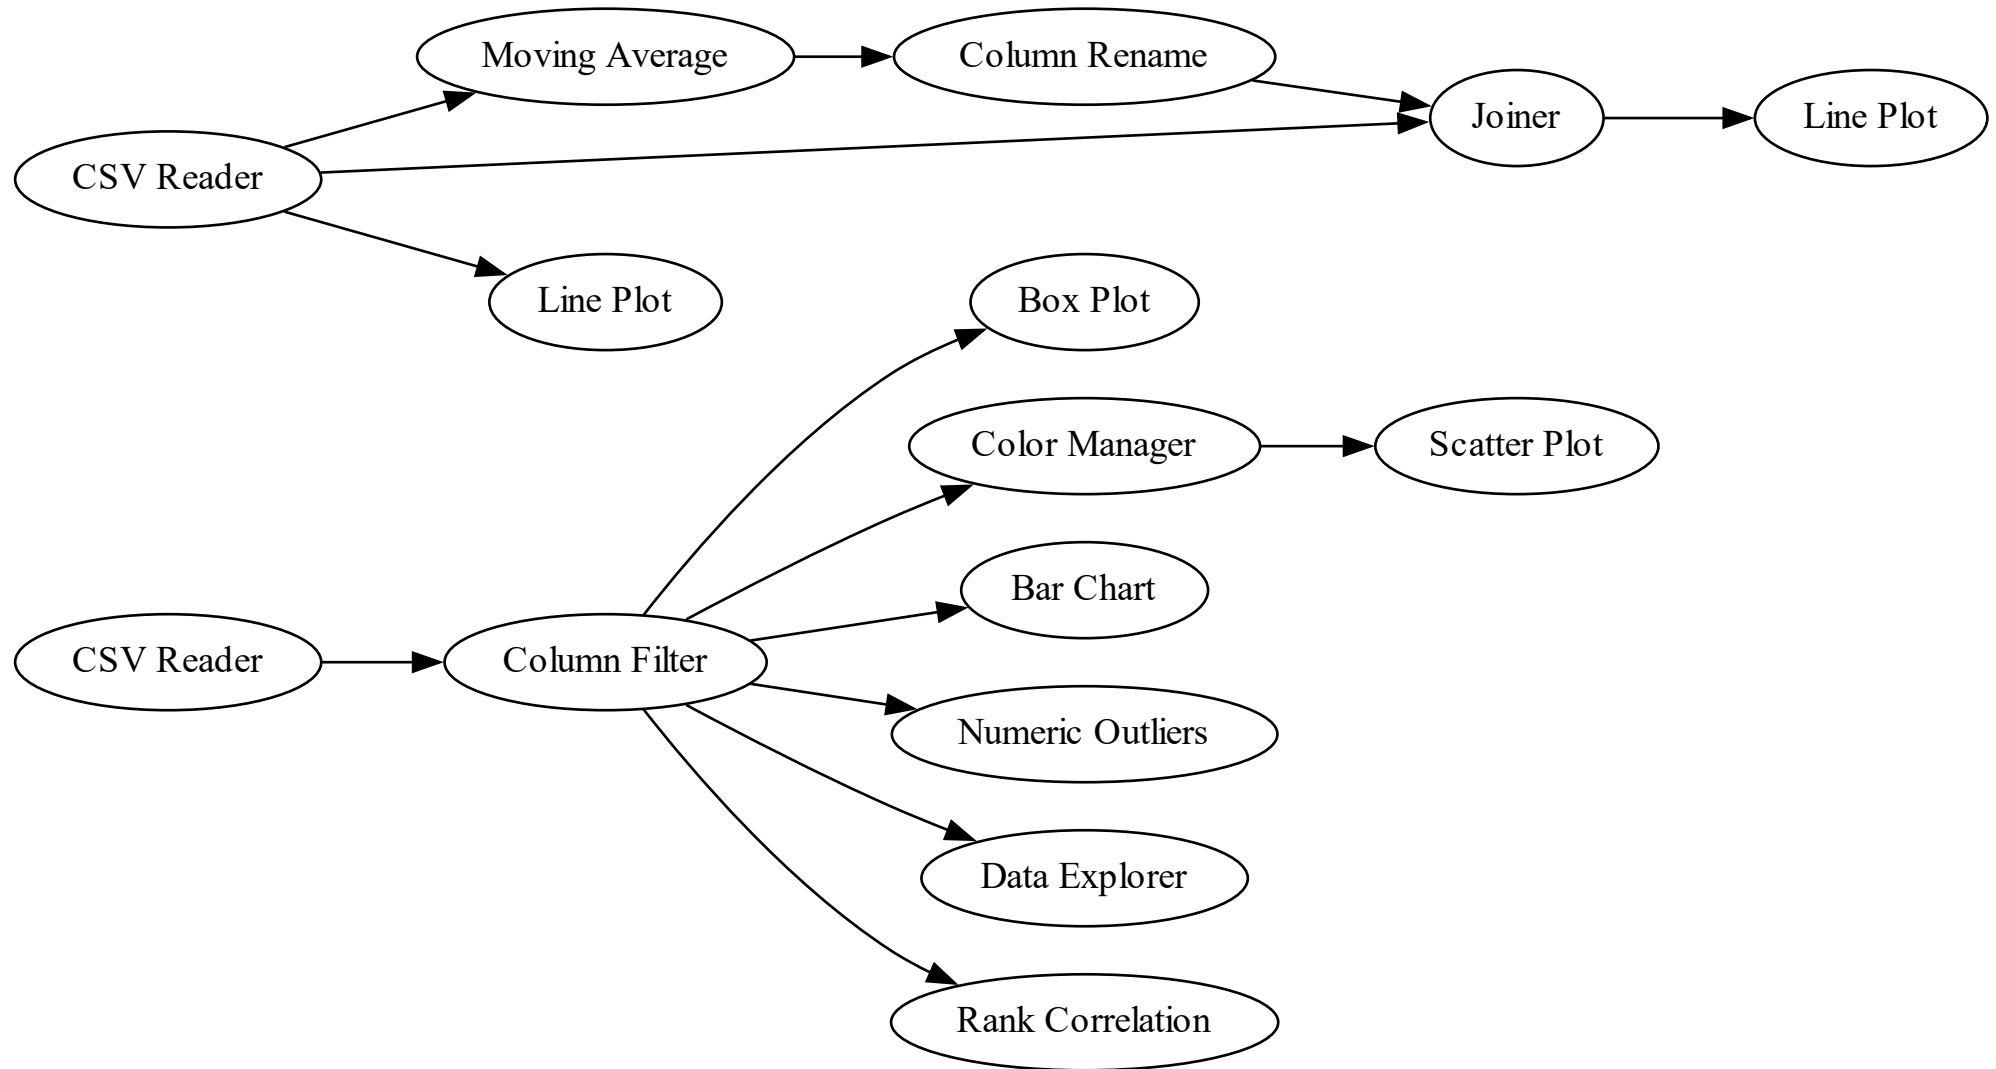 Moving Average
Column Rename
CSV Reader
Joiner
Line Plot
Line Plot
Box Plot
Color Manager
Scatter Plot
Bar Chart
CSV Reader
Column Filter
Numeric Outliers
Data Explorer
Rank Correlation